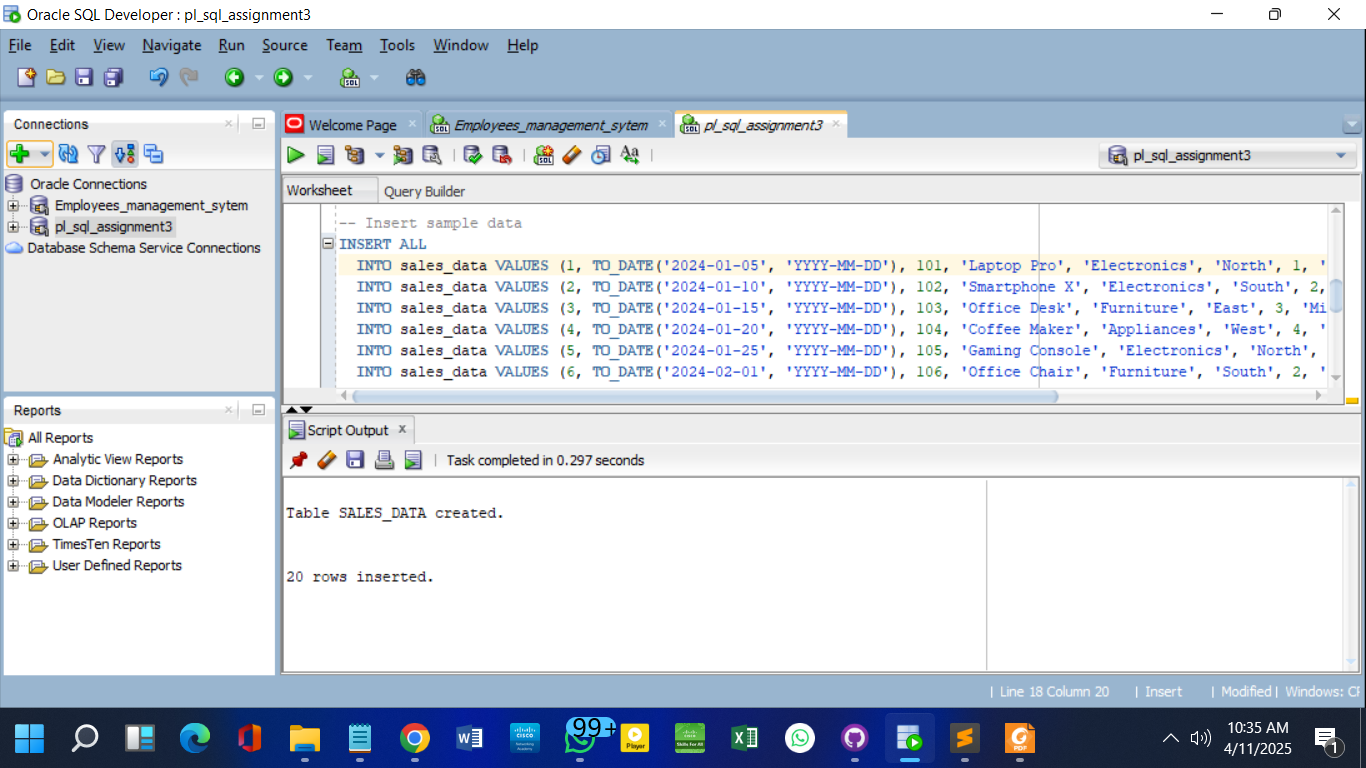 Oracle SQL Developer : pl_sql_assignment3
File Edit View Navigate Run Source Team Tools Window Help
SQL
Connections
Oracle Connections
Employees_management_sytem
pl_sql_assignment3
Database Schema Service Connections
Reports
All Reports
Analytic View Reports
Data Dictionary Reports
Data Modeler Reports
OLAP Reports
TimesTen Reports
User Defined Reports
Welcome Page
Employees_management_sytem
pl_sql_assignment3
pl_sql_assignment3
Worksheet Query Builder
-- Insert sample data
INSERT ALL
INTO sales_data VALUES (1, TO_DATE('2024-01-05', 'YYYY-MM-DD'), 101, 'Laptop Pro', 'Electronics', 'North', 1, '
INTO sales_data VALUES (2, TO_DATE('2024-01-10', 'YYYY-MM-DD'), 102, 'Smartphone X', 'Electronics', 'South', 2,
INTO sales_data VALUES (3, TO_DATE('2024-01-15', 'YYYY-MM-DD'), 103, 'Office Desk', 'Furniture', 'East', 3, 'Mi
INTO sales_data VALUES (4, TO_DATE('2024-01-20', 'YYYY-MM-DD'), 104, 'Coffee Maker', 'Appliances', 'West', 4, '
INTO sales_data VALUES (5, TO_DATE('2024-01-25', 'YYYY-MM-DD'), 105, 'Gaming Console', 'Electronics', 'North',
INTO sales_data VALUES (6, TO_DATE('2024-02-01', 'YYYY-MM-DD'), 106, 'Office Chair', 'Furniture', 'South', 2, '
Script Output
Task completed in 0.297 seconds
Table SALES_DATA created.
20 rows inserted.
Line 18 Column 20 | Insert | Modified | Windows: CF
99+
Player
10:35 AM
4/11/2025
1